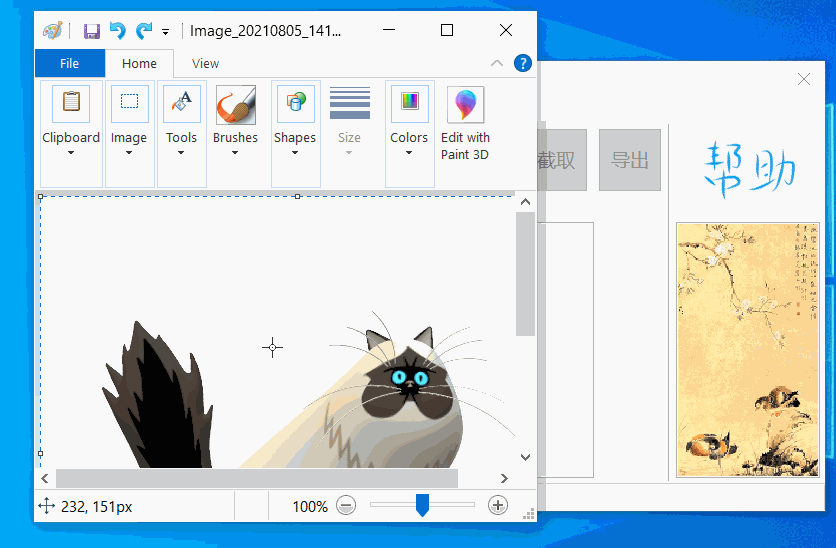 Image_20210805_141...
File
Home
View
?
Clipboard
Image
Tools
Brushes
Shapes
Size
Colors
Edit with
Paint 3D
截取
导出
帮助
232, 151px
100%